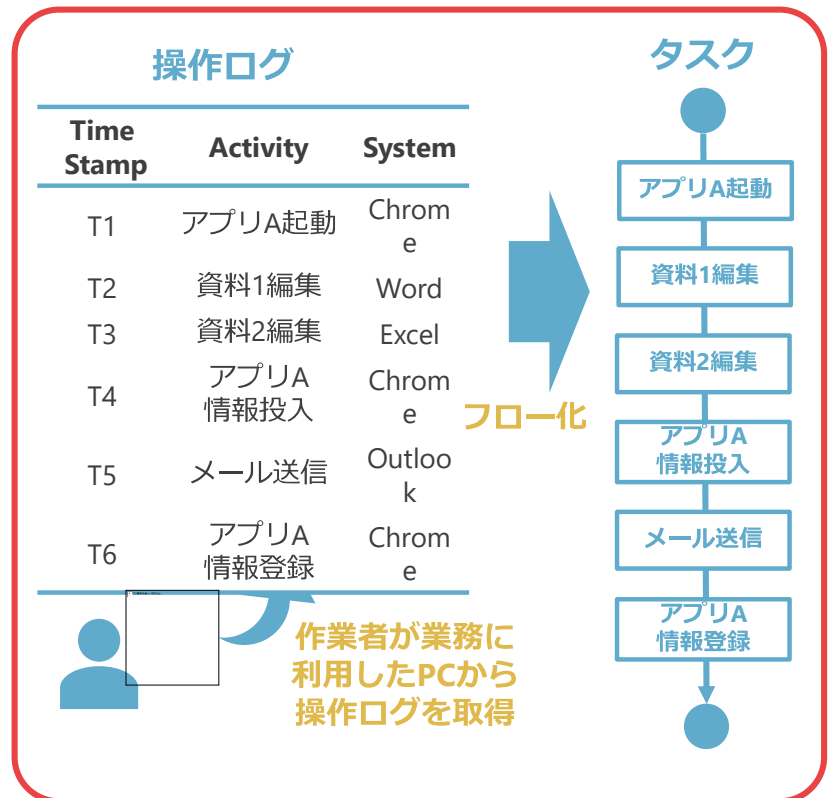 操作ログ
Time
Stamp
Activity
System
T1
アプリA起動
Chrom
e
T2
資料1編集
Word
T3
資料2編集
Excel
T4
アプリA
情報投入
Chrom
e
T5
メール送信
Outloo
k
T6
アプリA
情報登録
Chrom
e
作業者が業務に
利用したPCから
操作ログを取得
フロー化
タスク
アプリA起動
資料1編集
資料2編集
アプリA
情報投入
メール送信
アプリA
情報登録